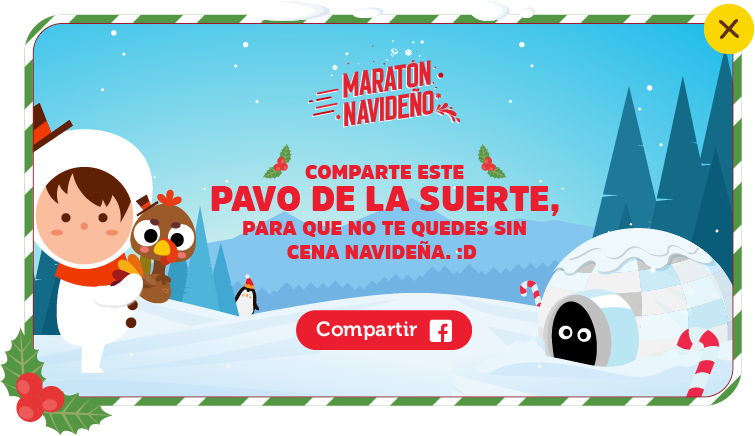 MARATÓN
NAVIDEÑO
COMPARTE ESTE
PAVO DE LA SUERTE,
PARA QUE NO TE QUEDES SIN
CENA NAVIDEÑA. :D
Compartir